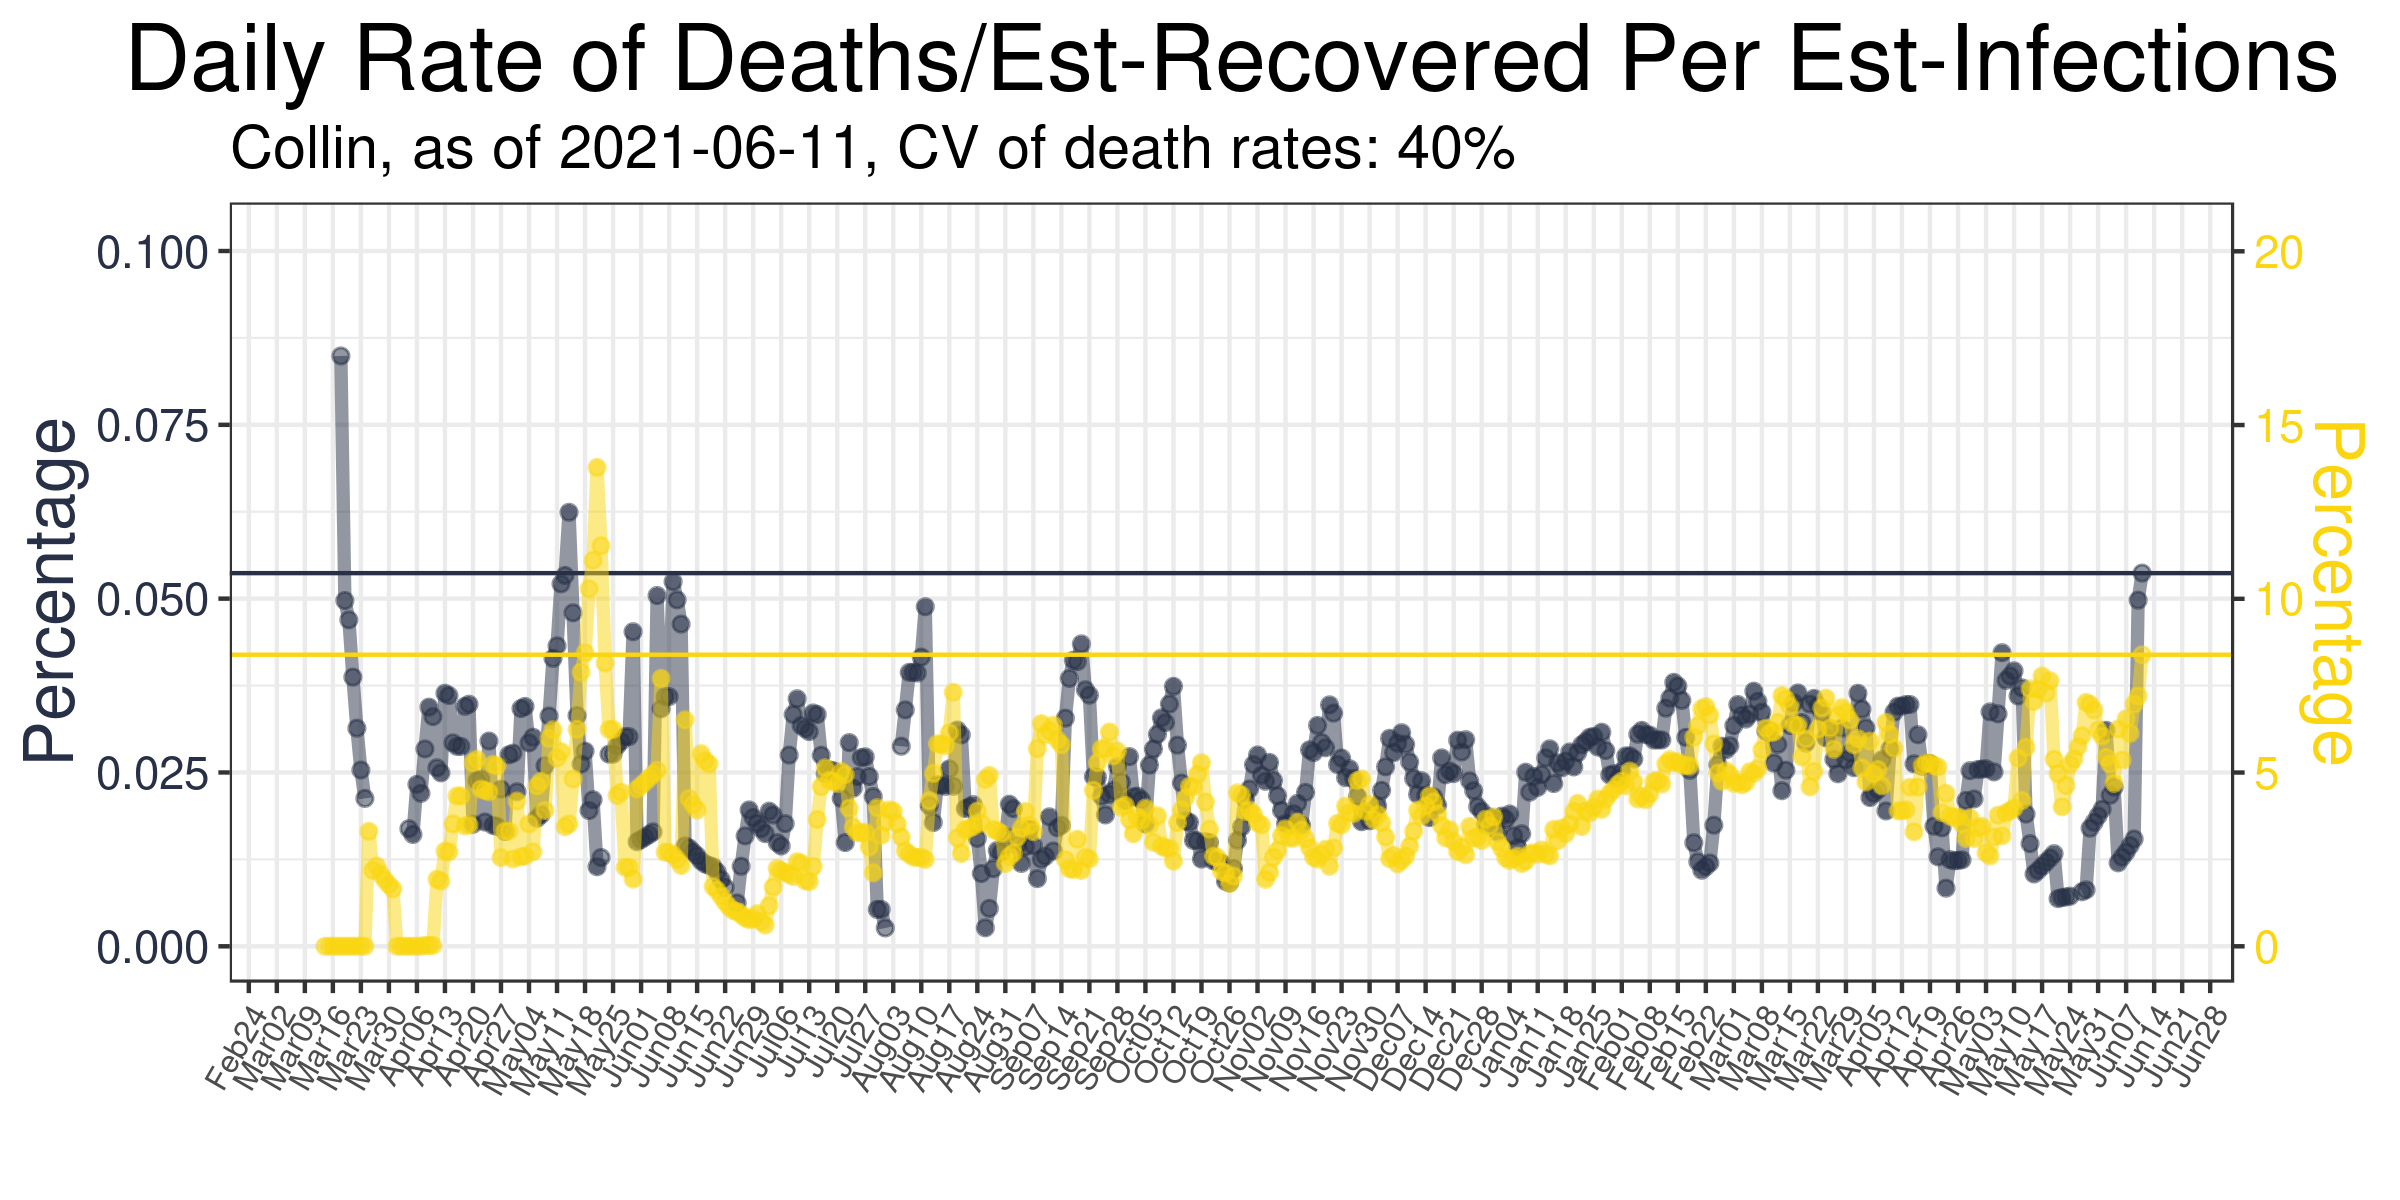 Daily Rate of Deaths/Est-Recovered Per Est-Infections
Collin, as of 2021-06-11, CV of death rates: 40%
Percentage
0.100
0.075
0.050
0.025
0.000
20
15
10
5
0
Percentage
Feb24
Mar02
Mar09
Mar16
Mar23
Mar30
Apr06
Apr13
Apr20
Apr27
May04
May11
May18
May25
Jun01
Jun08
Jun15
Jun22
Jun29
Jul06
Jul13
Jul20
Jul27
Aug03
Aug10
Aug17
Aug24
Aug31
Sep07
Sep14
Sep21
Sep28
Oct05
Oct12
Oct19
Oct26
Nov02
Nov09
Nov16
Nov23
Nov30
Dec07
Dec14
Dec21
Dec28
Jan04
Jan11
Jan18
Jan25
Feb01
Feb08
Feb15
Feb22
Mar01
Mar08
Mar15
Mar22
Mar29
Apr05
Apr12
Apr19
Apr26
May03
May10
May17
May24
May31
Jun07
Jun14
Jun21
Jun28